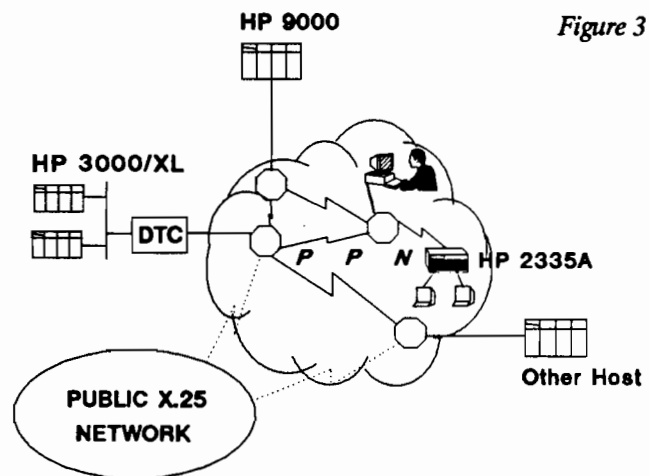 HP 9000
Figure 3
HP 3000/XL
DTC
P P N
HP 2335A
Other Host
PUBLIC X.25
NETWORK